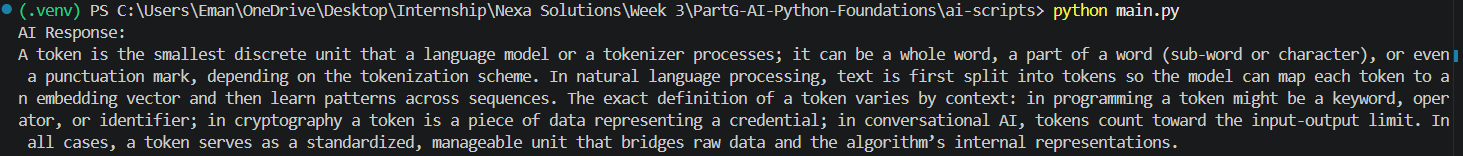 (.venv) PS C:\Users\Eman\OneDrive\Desktop\Internship\Nexa Solutions\Week 3\PartG-AI-Python-Foundations\ai-scripts> python main.py
AI Response:
A token is the smallest discrete unit that a language model or a tokenizer processes; it can be a whole word, a part of a word (sub-word or character), or even
 a punctuation mark, depending on the tokenization scheme. In natural language processing, text is first split into tokens so the model can map each token to a
n embedding vector and then learn patterns across sequences. The exact definition of a token varies by context: in programming a token might be a keyword, oper
ator, or identifier; in cryptography a token is a piece of data representing a credential; in conversational AI, tokens count toward the input-output limit. In
 all cases, a token serves as a standardized, manageable unit that bridges raw data and the algorithm’s internal representations.